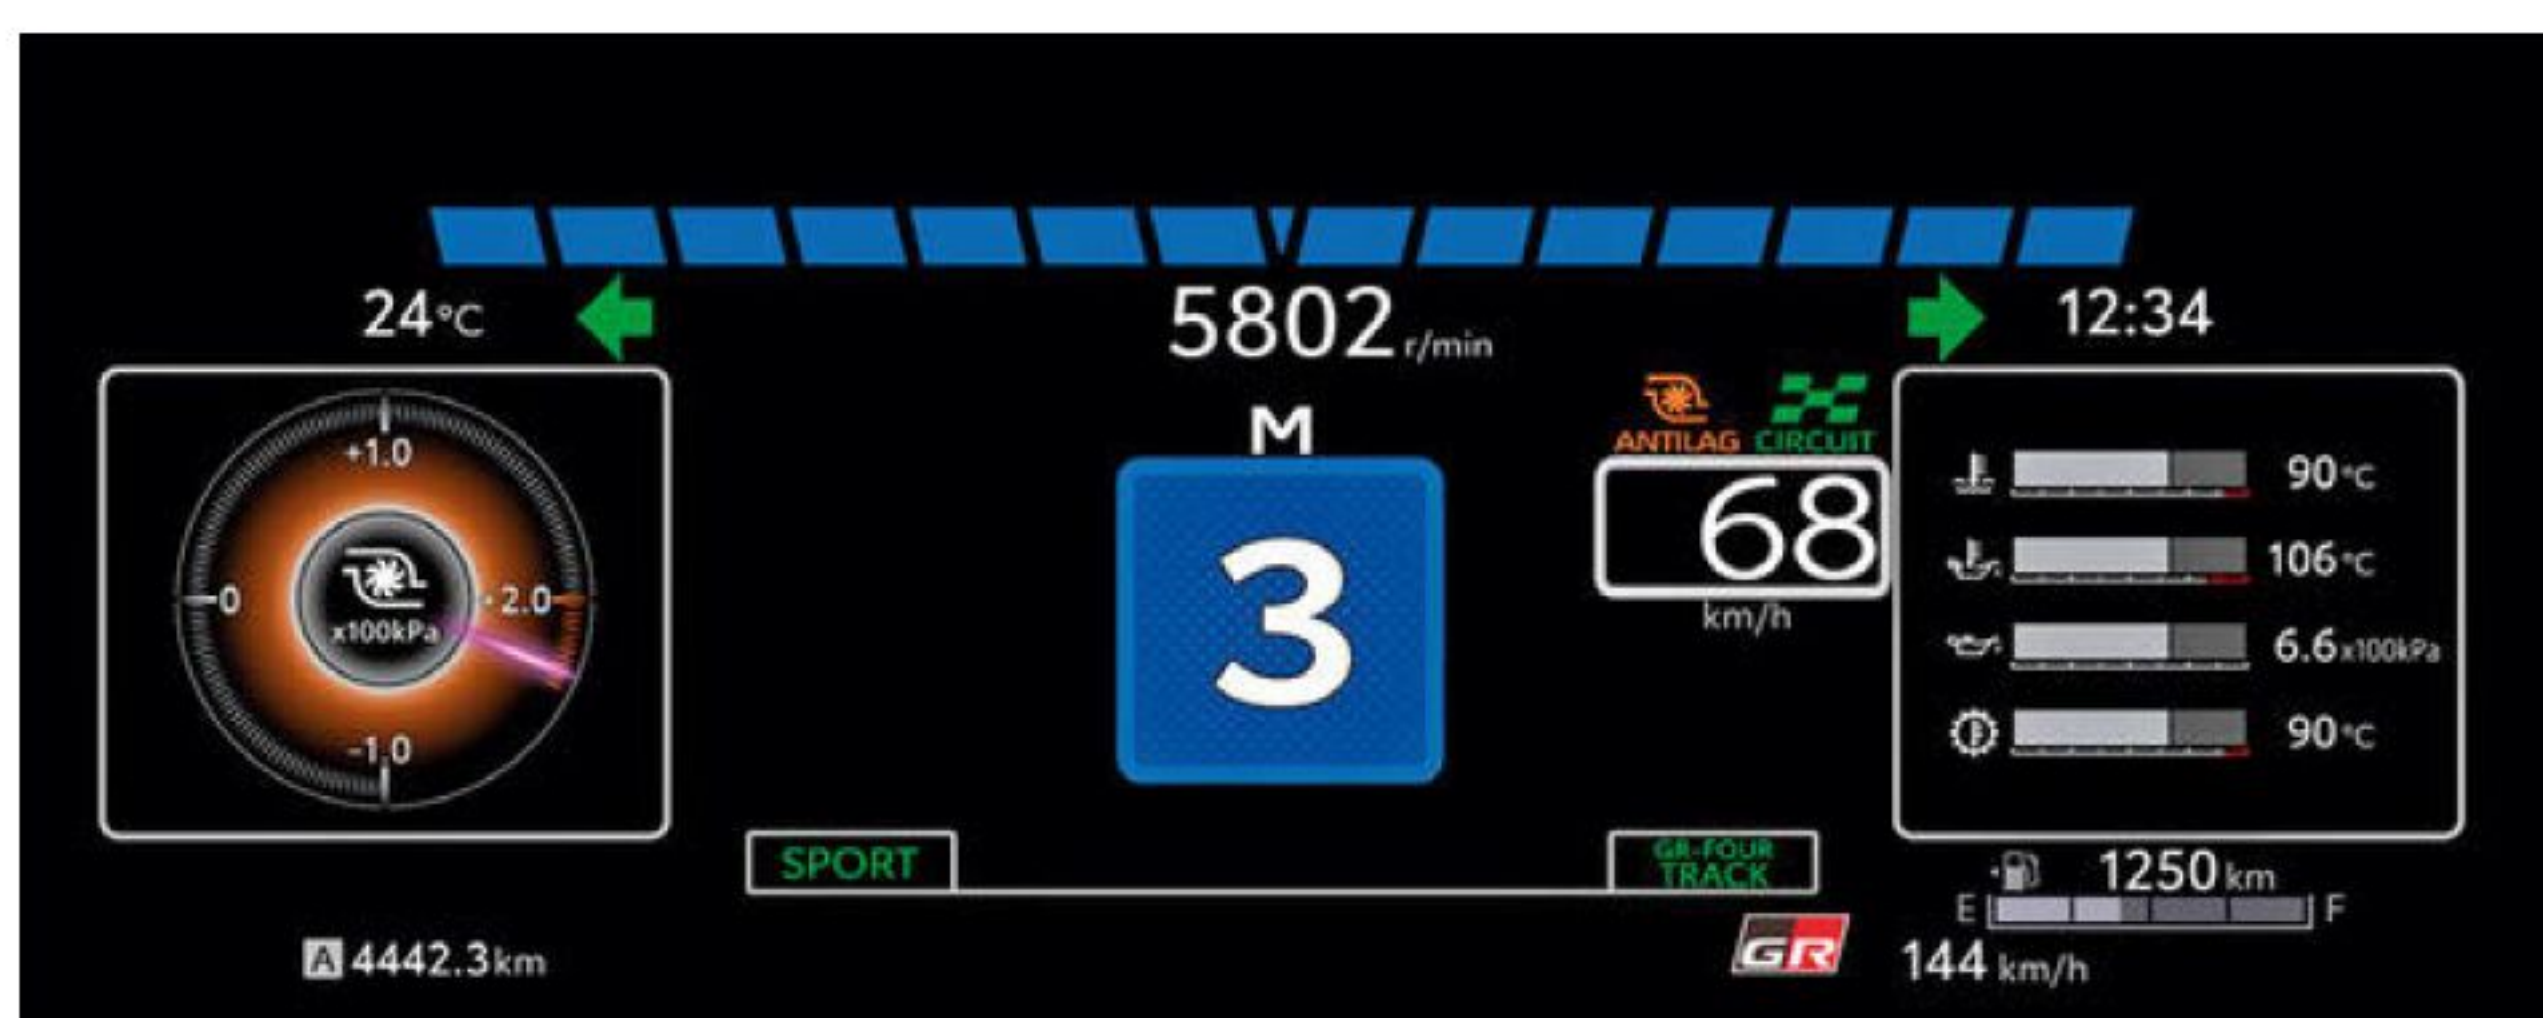 24°C
5802 r/min
12:34
M
ANTILAG CIRCUIT
3
68
km/h
+1.0
0
2.0
x100kPa
-1.0
90°C
106°C
6.6 x100kPa
90°C
SPORT
GR-FOUR
TRACK
1250 km
E F
A 4442.3 km
GR
144 km/h